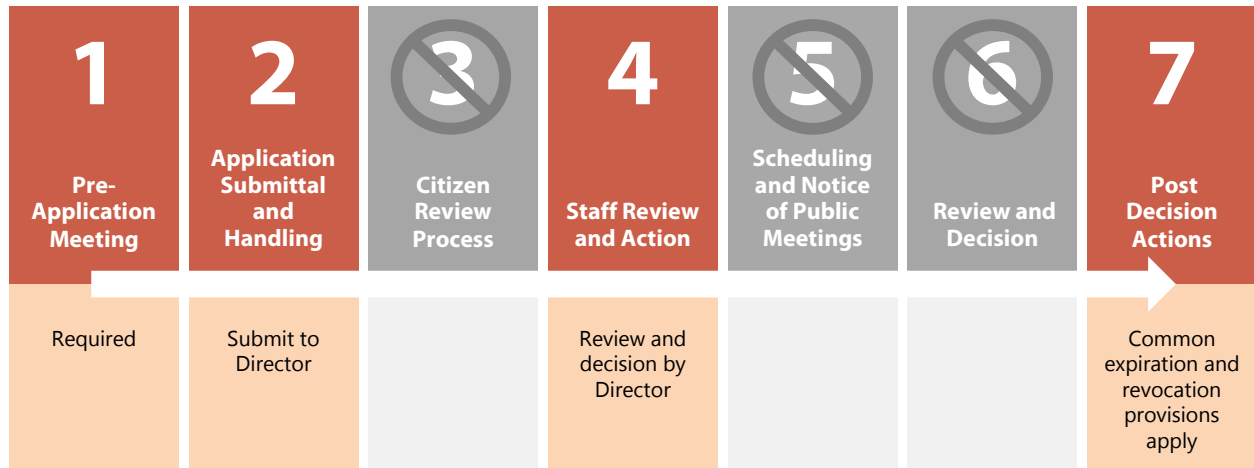 1
Pre-
Application
Meeting
Required
2
Application
Submittal
and
Handling
Submit to
Director
3
Citizen
Review
Process
4
Staff Review
and Action
Review and
decision by
Director
5
Scheduling
and Notice
of Public
Meetings
6
Review and
Decision
7
Post
Decision
Actions
Common
expiration and
revocation
provisions
apply